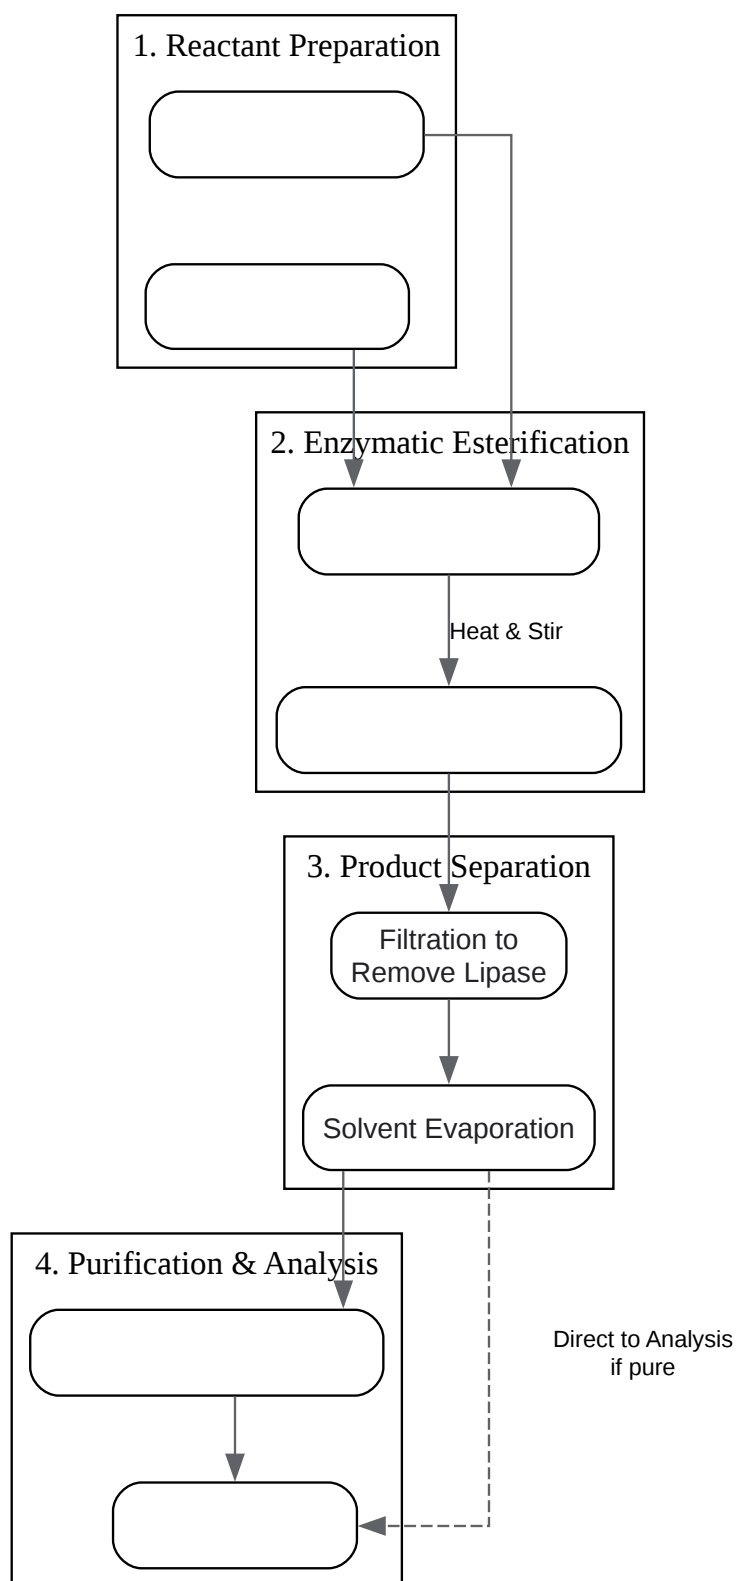 1. Reactant Preparation
2. Enzymatic Esterification
Heat & Stir
3. Product Separation
Filtration to
Remove Lipase
Solvent Evaporation
4. Purification & Analysis
Direct to Analysis
if pure